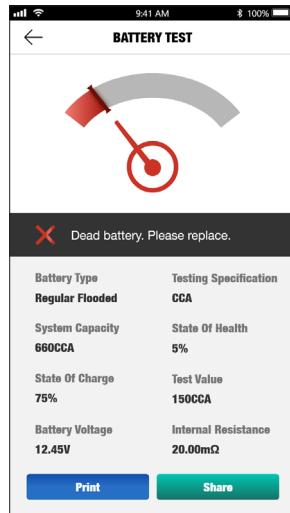 9:41 AM 100%
BATTERY TEST
Dead battery. Please replace.
Battery Type Testing Specification
Regular Flooded CCA
System Capacity State Of Health
660CCA 5%
State Of Charge Test Value
75% 150CCA
Battery Voltage Internal Resistance
12.45V 20.00mΩ
Print Share